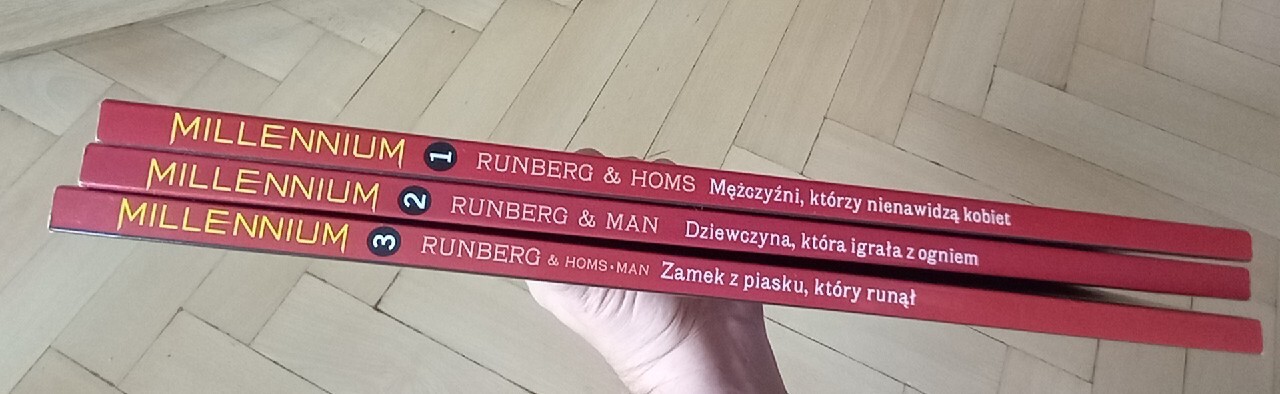 MILLENNIUM 1 RUNBERG & HOMS Mężczyźni, którzy nienawidzą kobiet
MILLENNIUM 2 RUNBERG & MAN Dziewczyna, która igrała z ogniem
MILLENNIUM 3 RUNBERG & HOMS·MAN Zamek z piasku, który runął